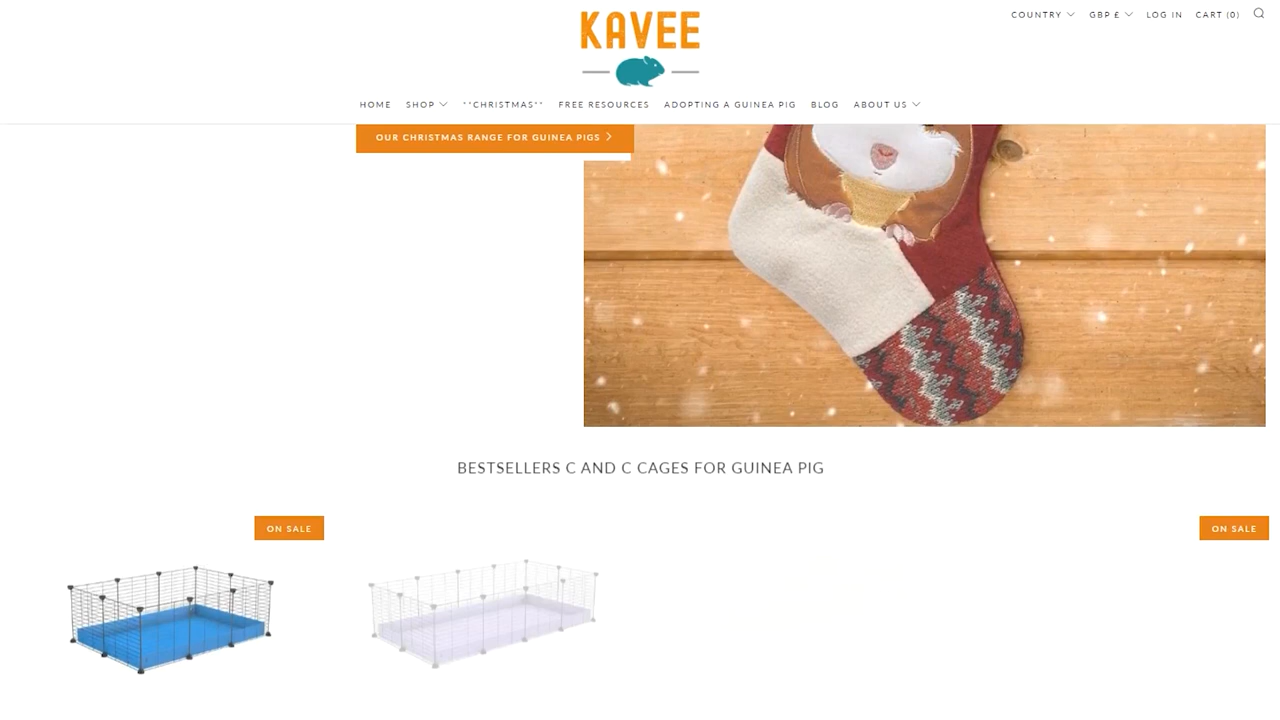 COUNTRY GBP £ LOG IN CART (0)
KAVEE
HOME SHOP **CHRISTMAS** FREE RESOURCES ADOPTING A GUINEA PIG BLOG ABOUT US
OUR CHRISTMAS RANGE FOR GUINEA PIGS
BESTSELLERS C AND C CAGES FOR GUINEA PIG
ON SALE
ON SALE